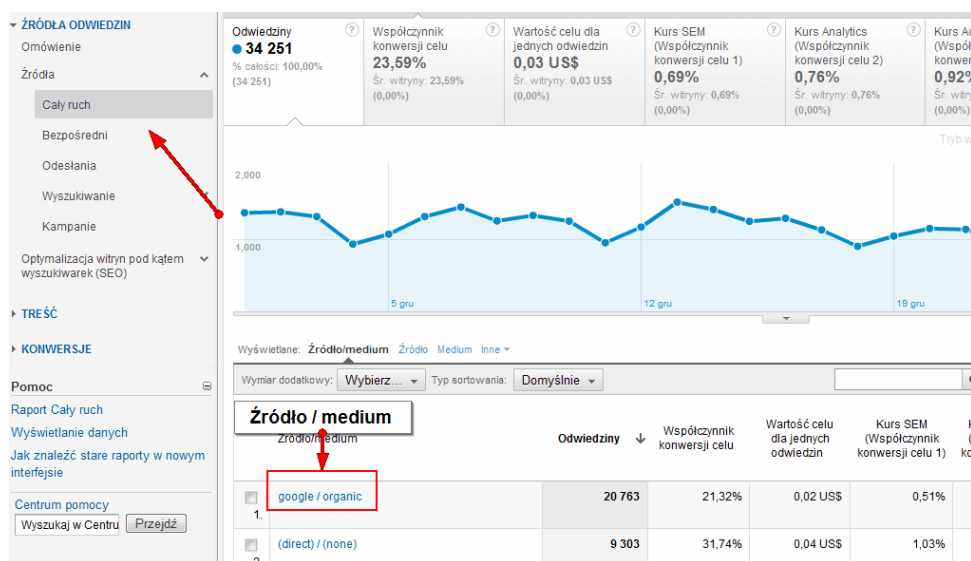 ŹRÓDŁA ODWIEDZIN
Omówienie
Źródła
Cały ruch
Bezpośredni
Odesłania
Wyszukiwanie
Kampanie
Optymalizacja witryn pod kątem
wyszukiwarek (SEO)
TREŚĆ
KONWERSJE
Pomoc
Raport Cały ruch
Wyświetlanie danych
Jak znaleźć stare raporty w nowym
interfejsie
Centrum pomocy
Wyszukaj w Centru Przejdź
Odwiedziny ?
34 251
% całości: 100,00%
(34 251)
Współczynnik ?
konwersji celu
23,59%
Śr. witryny: 23,59%
(0,00%)
Wartość celu dla ?
jednych odwiedzin
0,03 US$
Śr. witryny: 0,03 US$
(0,00%)
Kurs SEM ?
(Współczynnik
konwersji celu 1)
0,69%
Śr. witryny: 0,69%
(0,00%)
Kurs Analytics ?
(Współczynnik
konwersji celu 2)
0,76%
Śr. witryny: 0,76%
(0,00%)
Kurs
(Współ
konwer
0,92%
Śr. witry
(0,00%)
Tryb w
2,000
1,000
5 gru
12 gru
19 gru
Wyświetlane: Źródło/medium Źródło Medium Inne
Wymiar dodatkowy: Wybierz... Typ sortowania: Domyślnie
Źródło / medium
Źródło/medium
Odwiedziny
Współczynnik
konwersji celu
Wartość celu
dla jednych
odwiedzin
Kurs SEM
(Współczynnik
konwersji celu 1)
google / organic 20 763 21,32% 0,02 US$ 0,51%
1.
(direct) / (none) 9 303 31,74% 0,04 US$ 1,03%